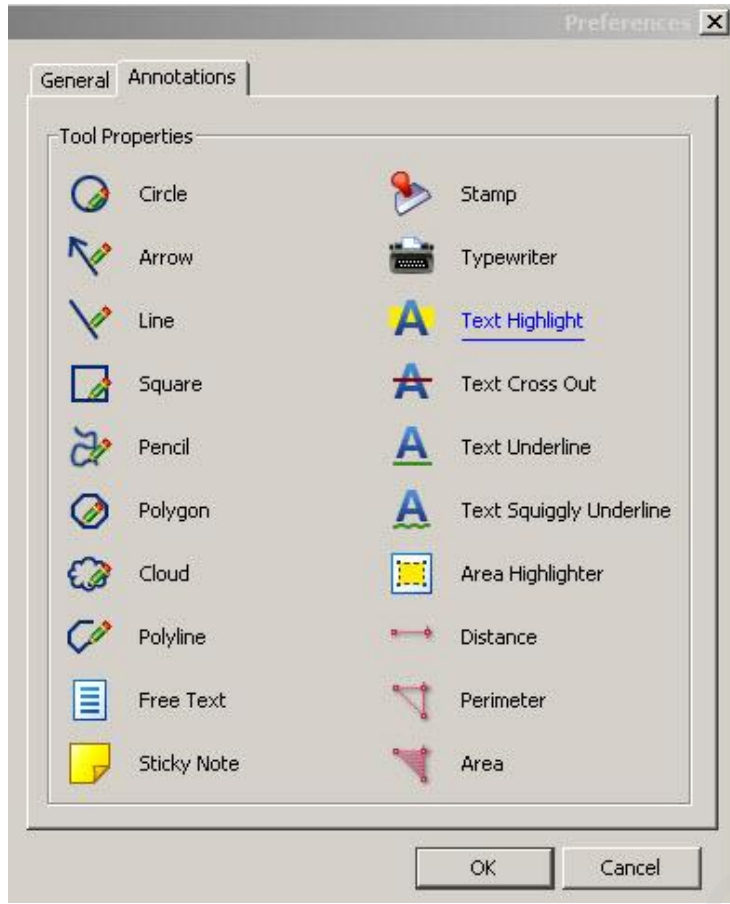 Preferences
General Annotations
Tool Properties
Circle Stamp
Arrow Typewriter
Line Text Highlight
Square Text Cross Out
Pencil Text Underline
Polygon Text Squiggly Underline
Cloud Area Highlighter
Polyline Distance
Free Text Perimeter
Sticky Note Area
OK Cancel